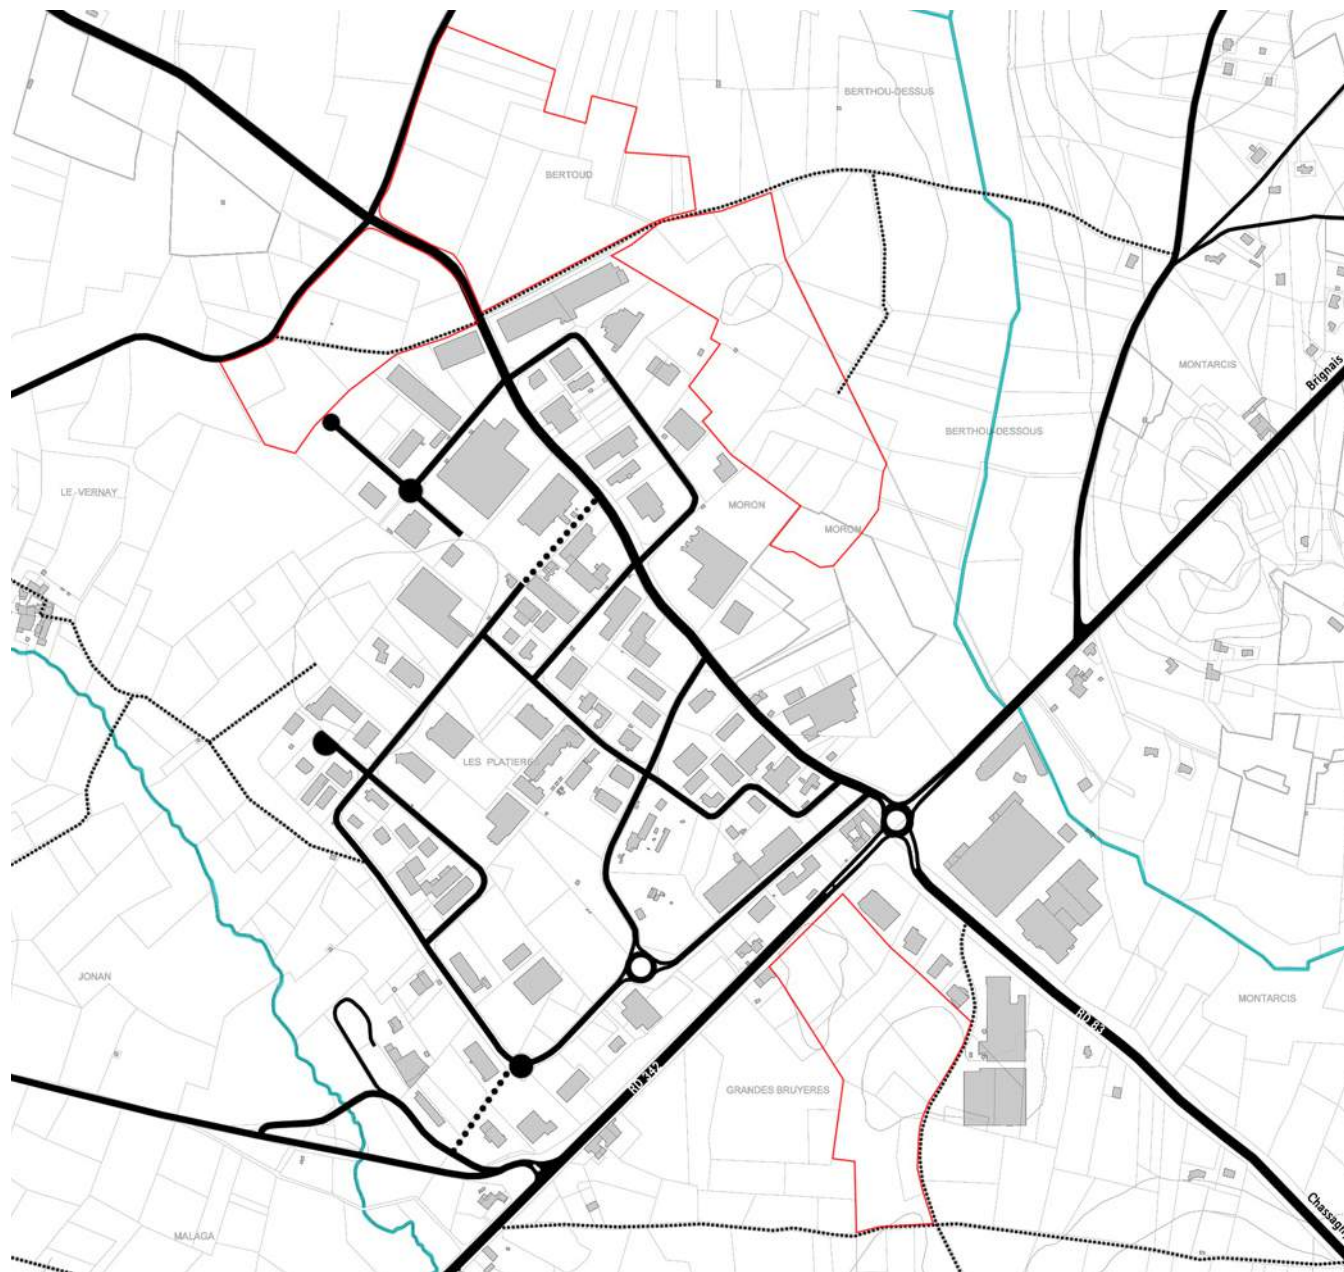 BERTHOU-DESSUS
BERTOUD
MONTARCIS
Brignais
BERTHOU-DESSOUS
LE VERNAY
MORON
MORON
LES PLATIERES
JONAN
MONTARCIS
RD 83
RD 342
GRANDES BRUYERES
MALAGA